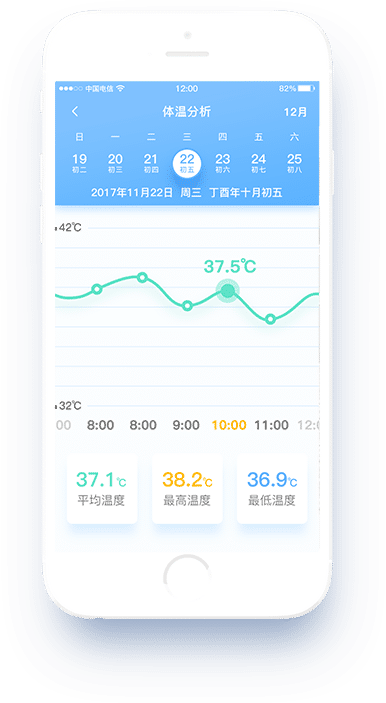 中国电信 12:00 82%
体温分析 12月
日 一 二 三 四 五 六
19 20 21 22 23 24 25
初二 初三 初四 初五 初六 初七 初八
2017年11月22日 周三 丁酉年十月初五
42℃
37.5℃
32℃
:00 8:00 8:00 9:00 10:00 11:00 12:0
37.1℃ 38.2℃ 36.9℃
平均温度 最高温度 最低温度